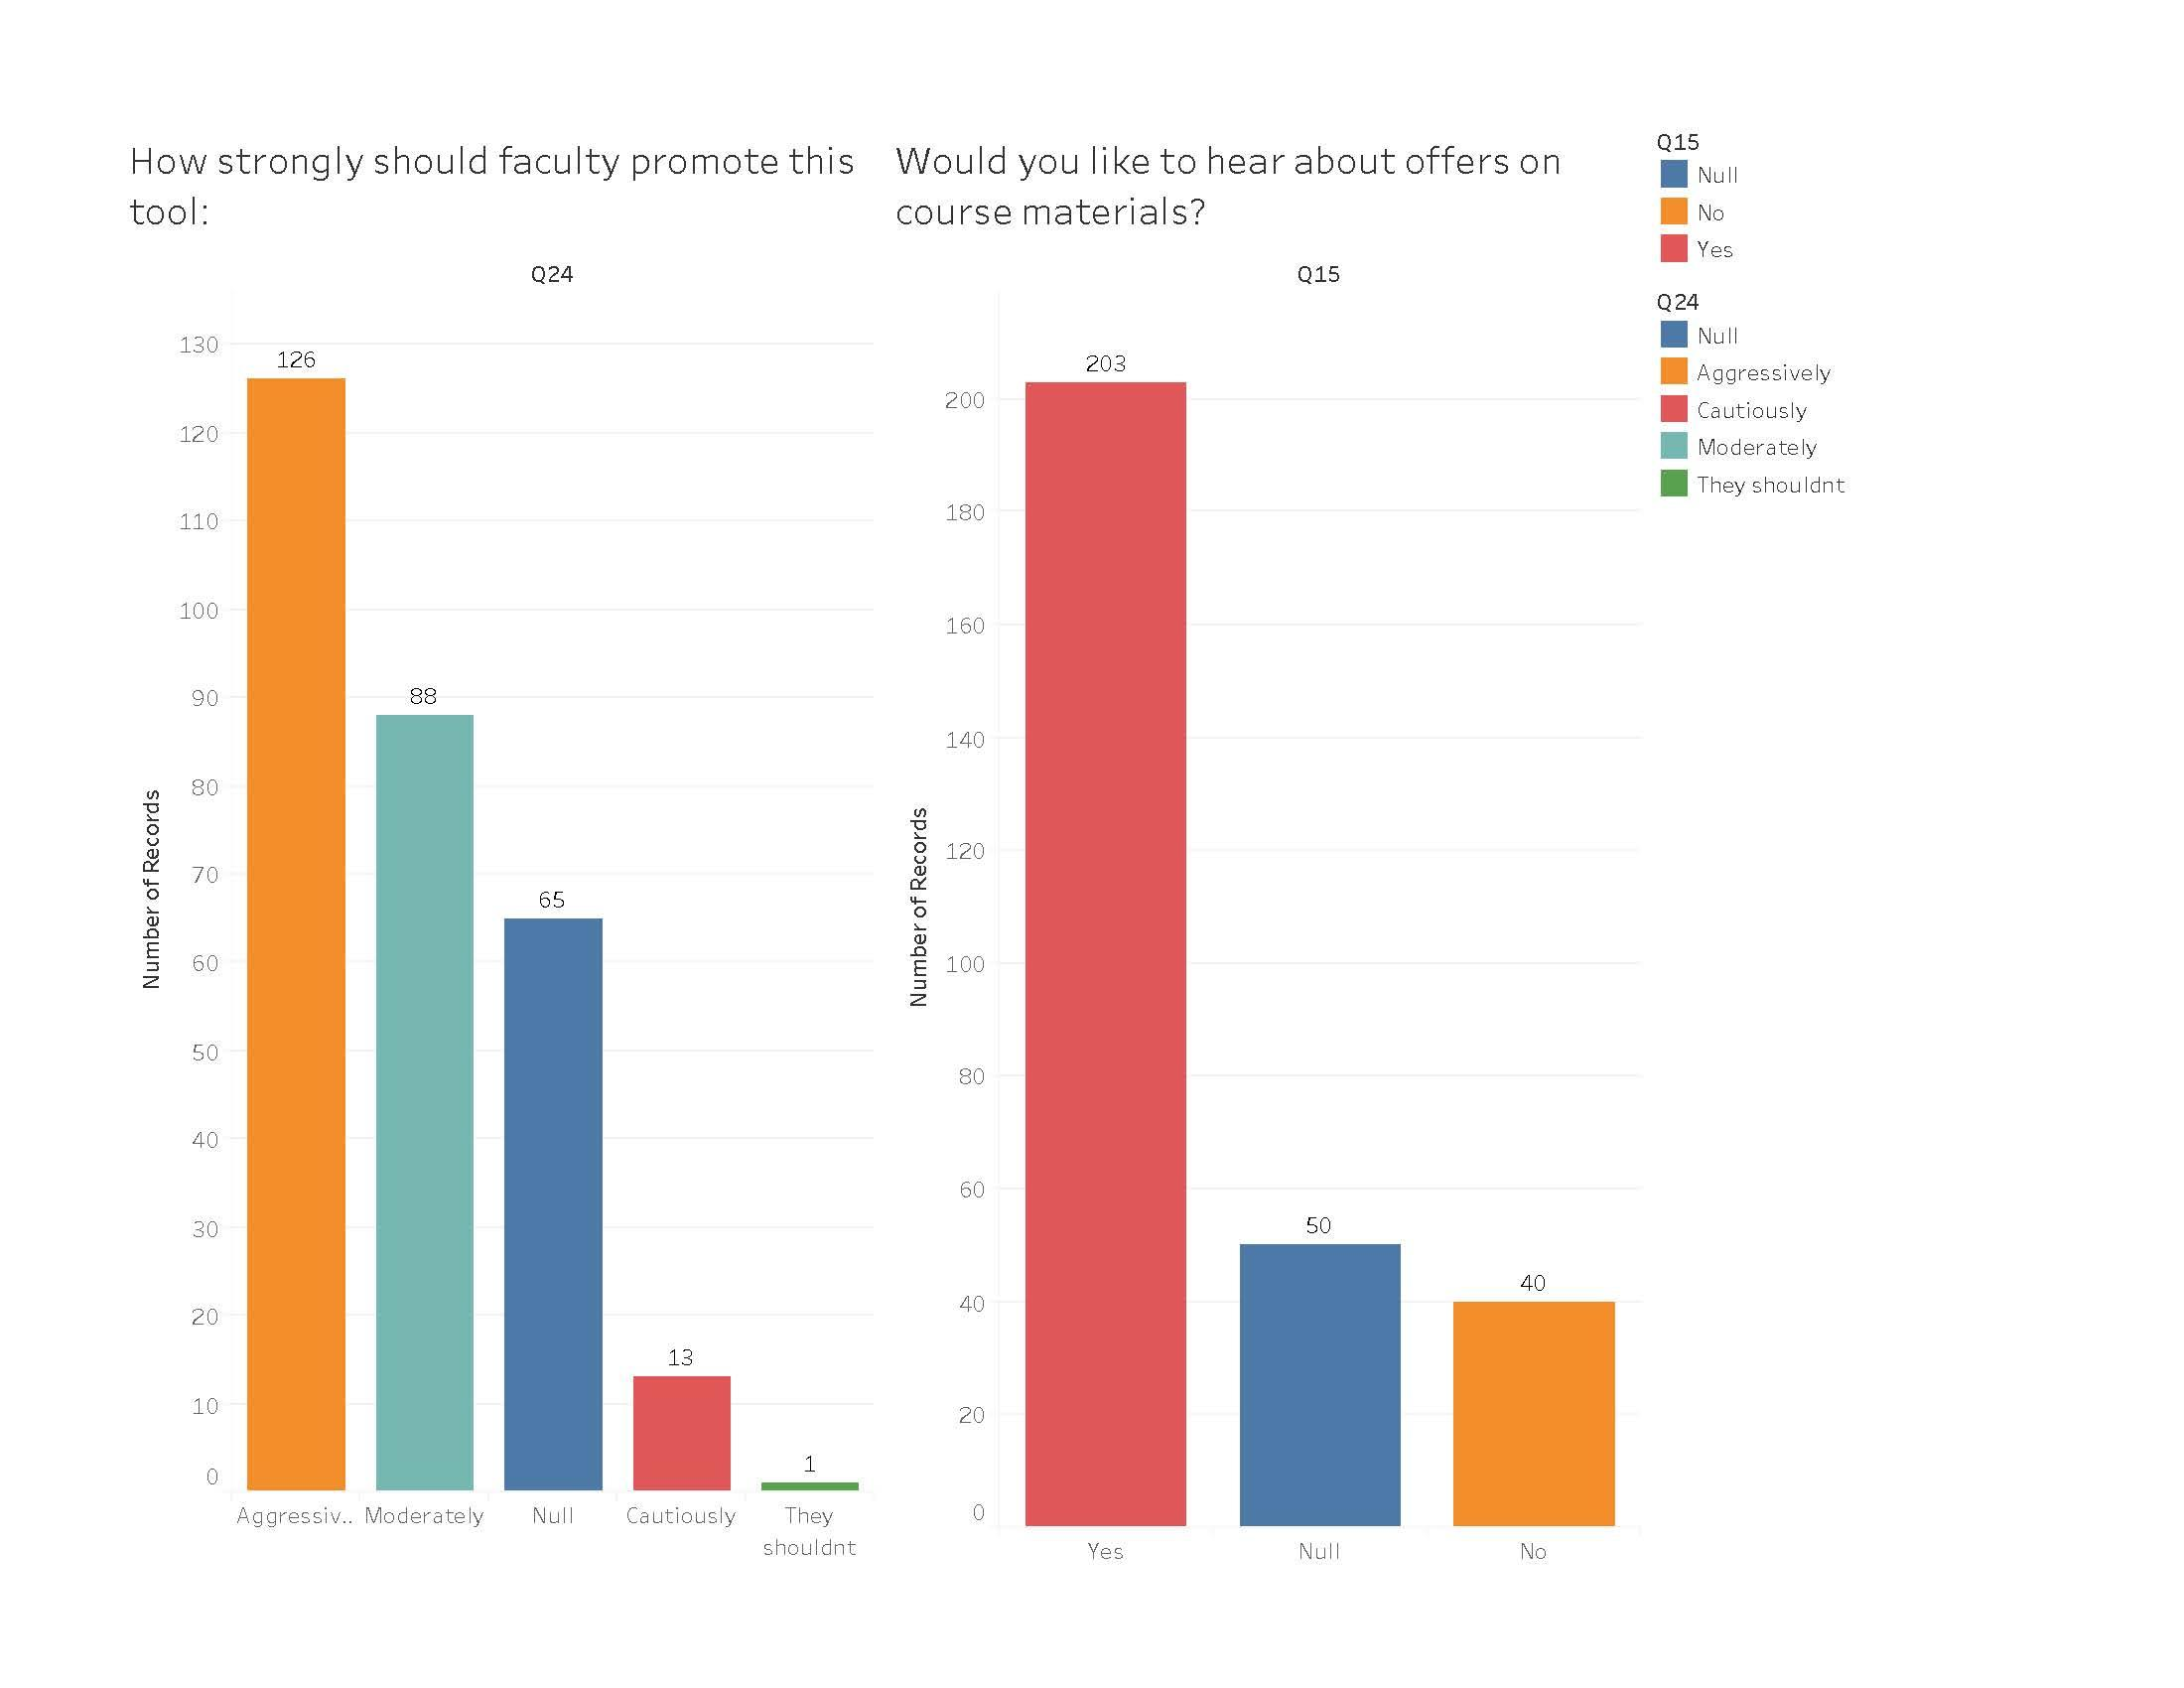 How strongly should faculty promote this
tool:
Q24
130
120
110
100
90
80
70
60
50
40
30
20
10
0
Number of Records
126
88
65
13
1
Aggressiv..
Moderately
Null
Cautiously
They
shouldnt
Would you like to hear about offers on
course materials?
Q15
200
180
160
140
120
100
80
60
40
20
0
Number of Records
203
50
40
Yes
Null
No
Q15
Null
No
Yes
Q24
Null
Aggressively
Cautiously
Moderately
They shouldnt